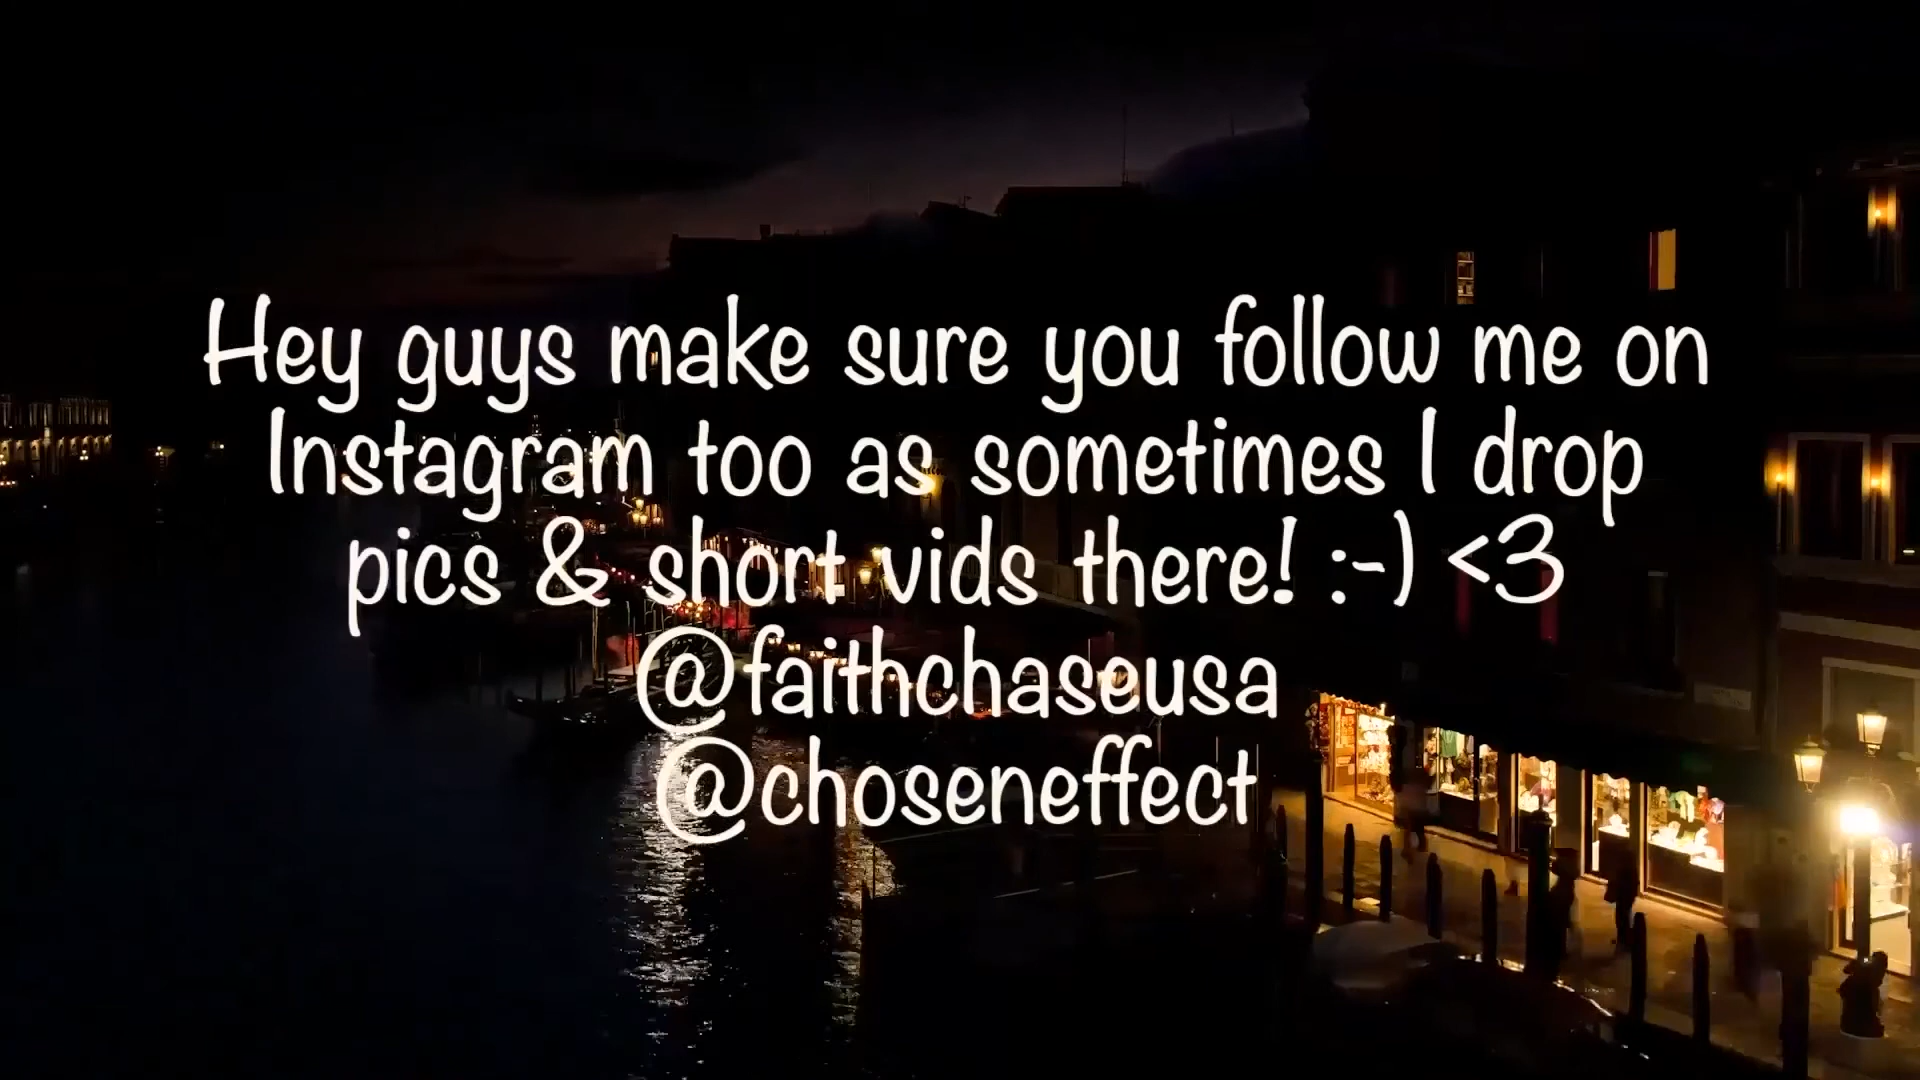 Hey guys make sure you follow me on
Instagram too as sometimes I drop
pics & short vids there! :-) <3
@faithchaseusa
@choseneffect